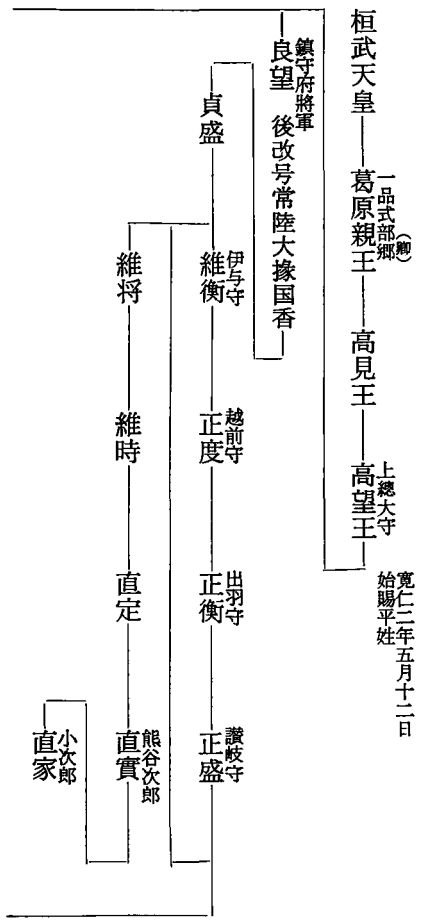 桓武天皇
一品式部郷
(卿)
葛原親王
高見王
上總大守
高望王
寛仁二年五月十二日
始賜平姓
鎮守府將軍
良望 後改号常陸大掾国香
貞盛
伊与守
維衡
越前守
正度
出羽守
正衡
讃岐守
正盛
維将
維時
直定
熊谷次郎
直實
小次郎
直家